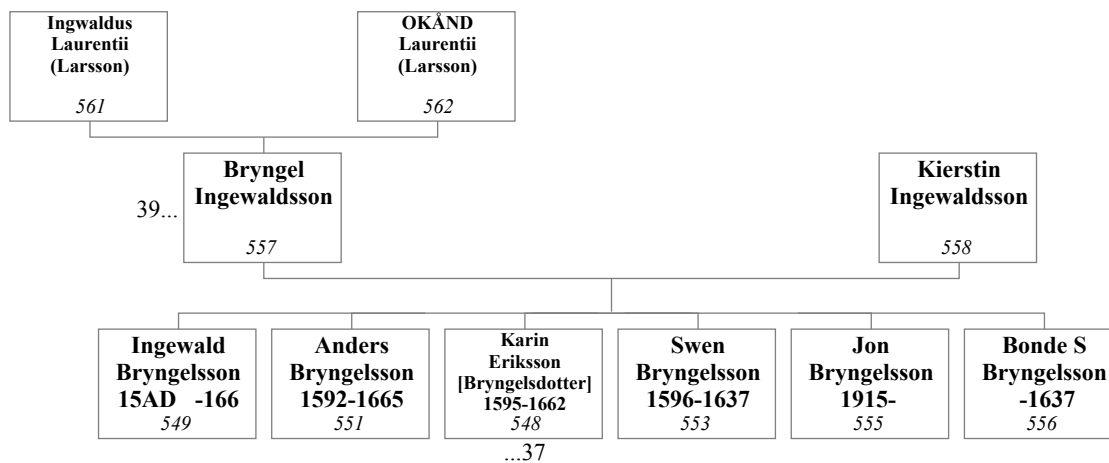 Ingwaldus
Laurentii
(Larsson)
561
OKÅND
Laurentii
(Larsson)
562
39...
Bryngel
Ingewaldsson
557
Kierstin
Ingewaldsson
558
Ingewald
Bryngelsson
15AD -166
549
Anders
Bryngelsson
1592-1665
551
Karin
Eriksson
[Bryngelsdotter]
1595-1662
548
Swen
Bryngelsson
1596-1637
553
Jon
Bryngelsson
1915-
555
Bonde S
Bryngelsson
-1637
556
...37